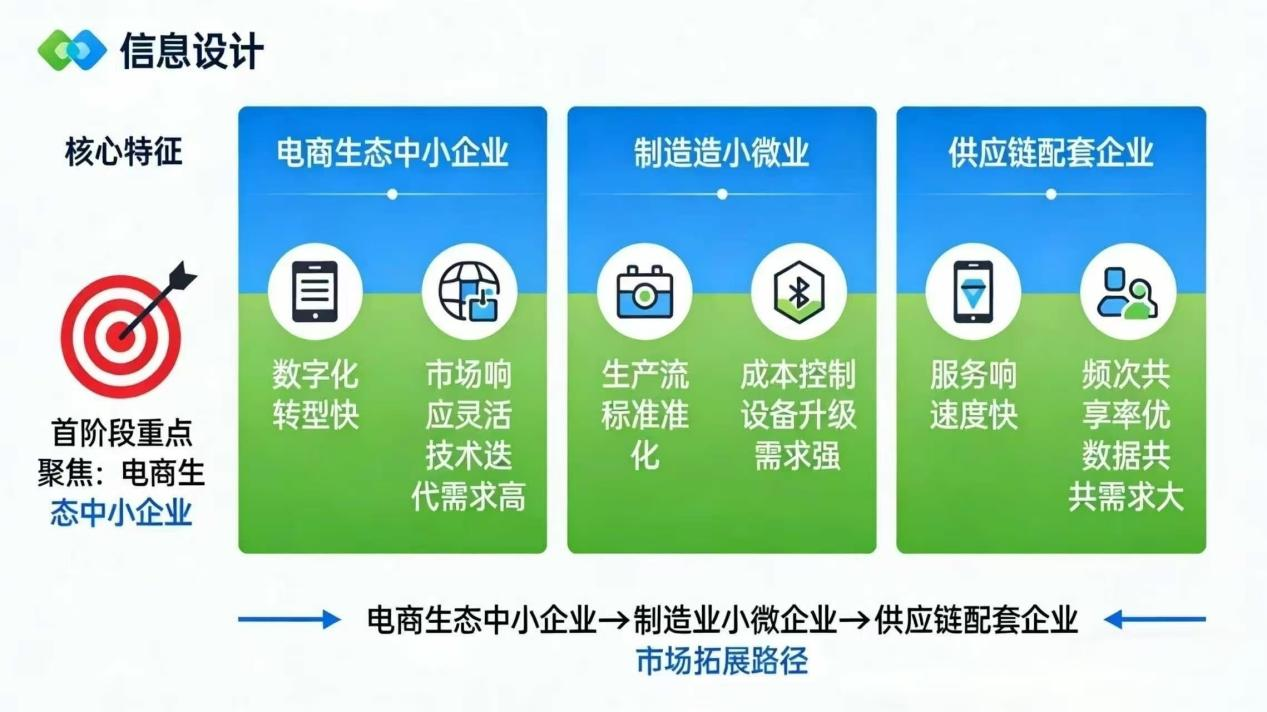 信息设计
核心特征
电商生态中小企业
制造造小微业
供应链配套企业
数字化
转型快
市场响
应灵活
技术迭
代需求高
生产流
标准准
化
成本控制
设备升级
需求强
服务响
速度快
频次共
享率优
数据共
共需求大
首阶段重点
聚焦：电商生
态中小企业
电商生态中小企业→制造业小微企业→供应链配套企业
市场拓展路径